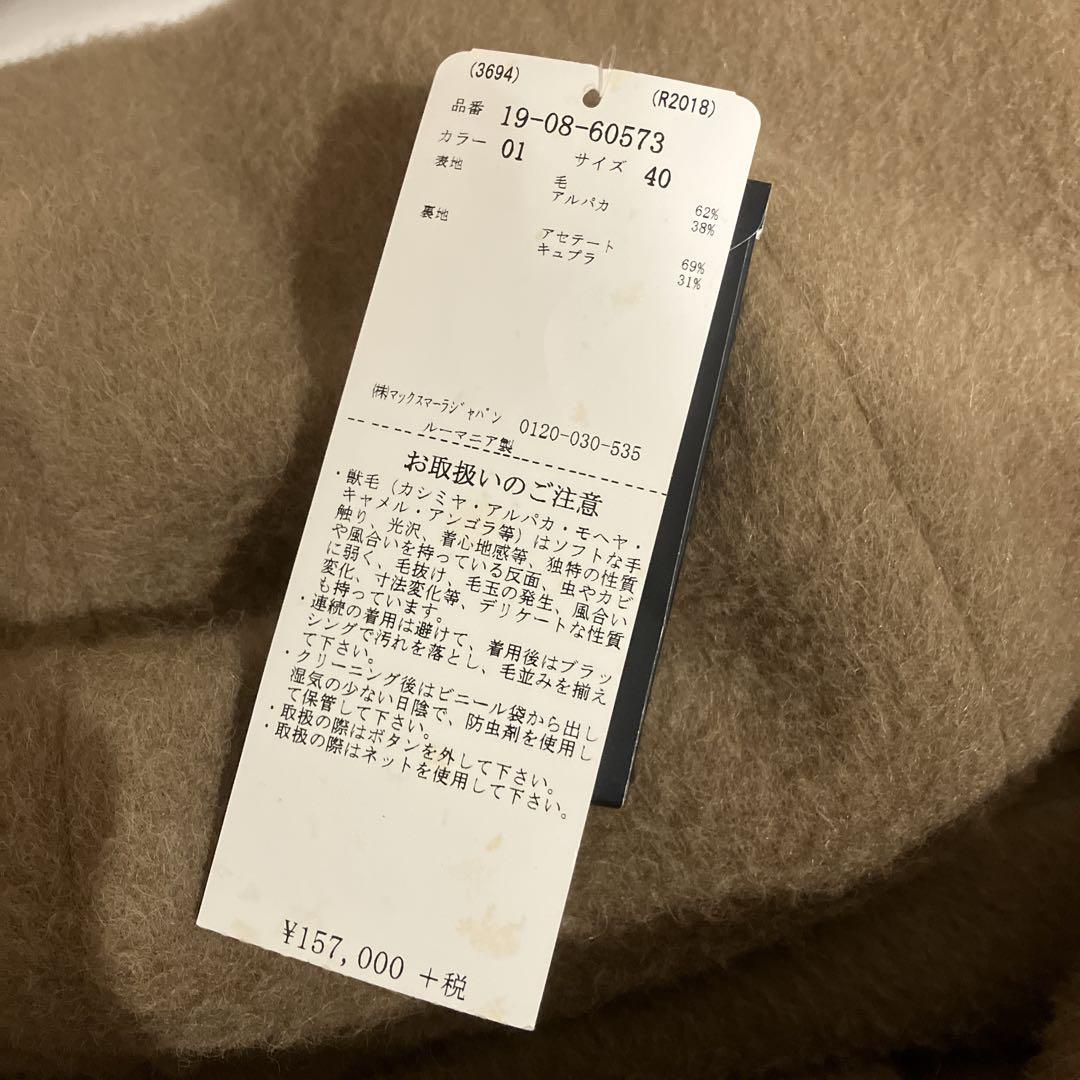 (3694)
(R2018)
品番 19-08-60573
カラー 01 サイズ 40
表地
毛 62%
アルパカ 38%
裏地
アセテート 69%
キュプラ 31%
㈱マックスマーラジャパン 0120-030-535
ルーマニア製
お取扱いのご注意
・獣毛（カシミヤ・アルパカ・モヘヤ・
キャメル・アンゴラ等）はソフトな手
触り、光沢、着心地感等、独特の性質
や風合いを持っている反面、虫やカビ
に弱く、毛抜け、毛玉の発生、風合い
変化、寸法変化等、デリケートな性質
も持っています。
・連続の着用は避けて、着用後はブラッ
シングで汚れを落とし、毛並みを揃え
て下さい。
・クリーニング後はビニール袋から出し
湿気の少ない日陰で、防虫剤を使用し
て保管して下さい。
・取扱の際はボタンを外して下さい。
・取扱の際はネットを使用して下さい。
¥157,000 +税